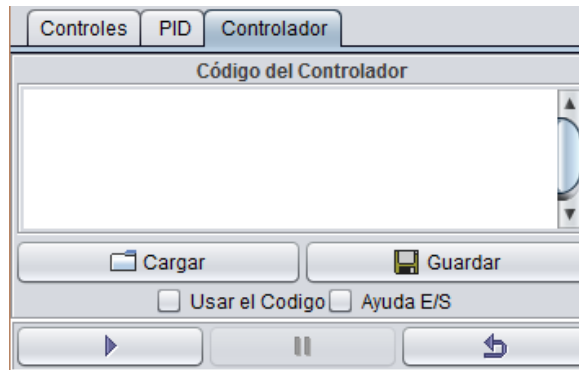 Controles PID Controlador
Código del Controlador
Cargar Guardar
Usar el Codigo Ayuda E/S